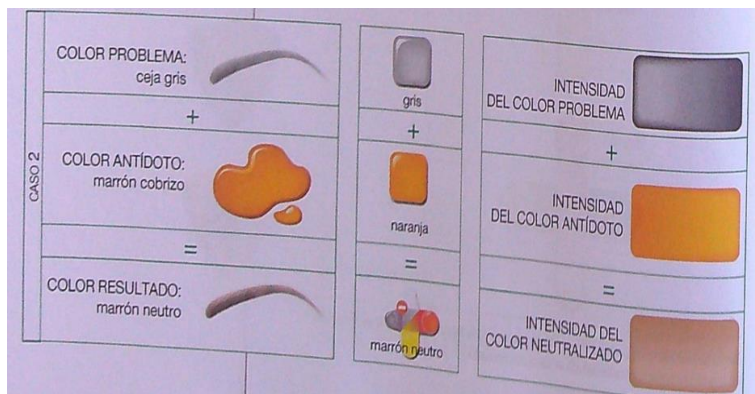 CASO 2
COLOR PROBLEMA:
ceja gris
+
COLOR ANTÍDOTO:
marrón cobrizo
=
COLOR RESULTADO:
marrón neutro
gris
+
naranja
=
marrón neutro
INTENSIDAD
DEL COLOR PROBLEMA
+
INTENSIDAD
DEL COLOR ANTÍDOTO
=
INTENSIDAD DEL
COLOR NEUTRALIZADO